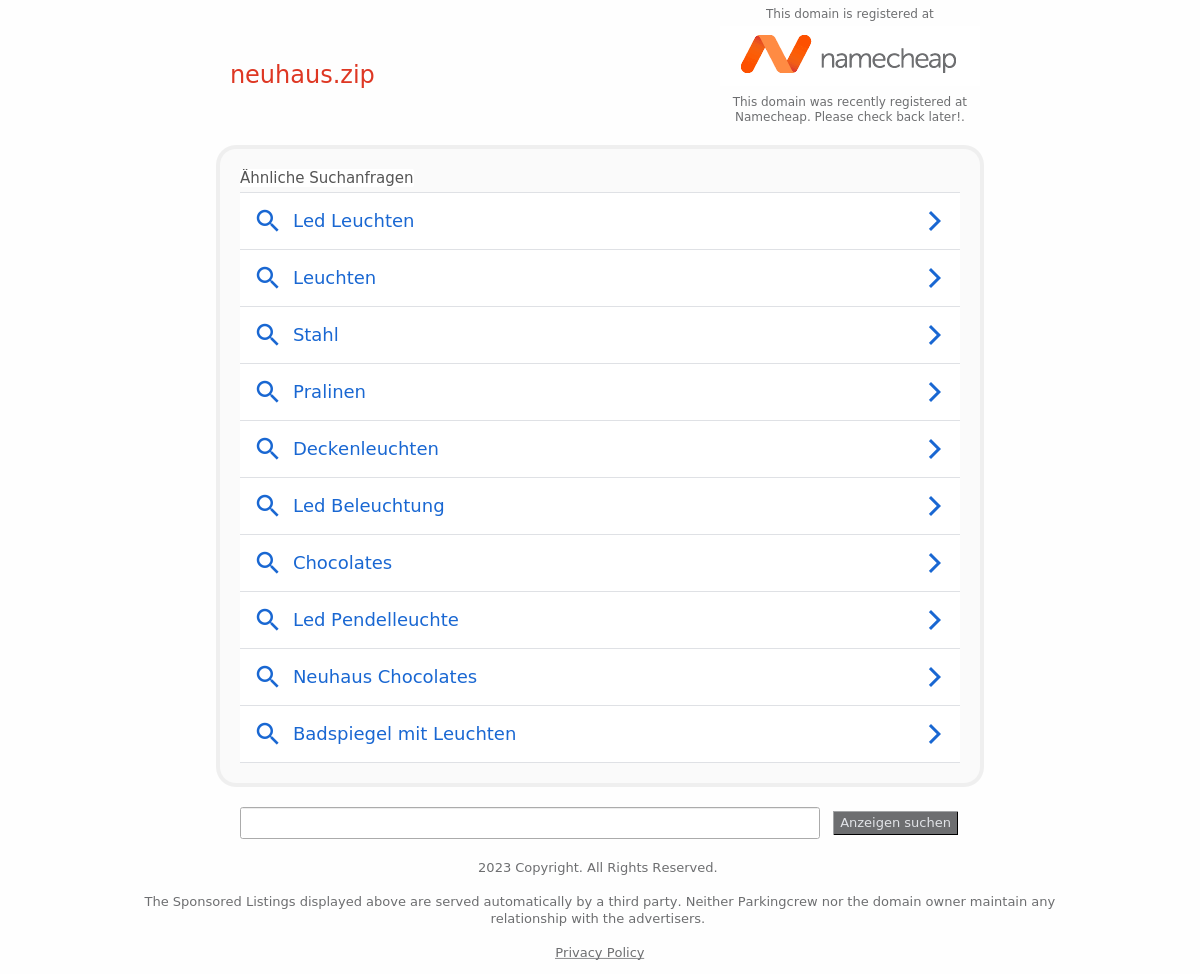 This domain is registered at
namecheap
neuhaus.zip
This domain was recently registered at
Namecheap. Please check back later!.
Ähnliche Suchanfragen
Led Leuchten
Leuchten
Stahl
Pralinen
Deckenleuchten
Led Beleuchtung
Chocolates
Led Pendelleuchte
Neuhaus Chocolates
Badspiegel mit Leuchten
Anzeigen suchen
2023 Copyright. All Rights Reserved.
The Sponsored Listings displayed above are served automatically by a third party. Neither Parkingcrew nor the domain owner maintain any
relationship with the advertisers.
Privacy Policy